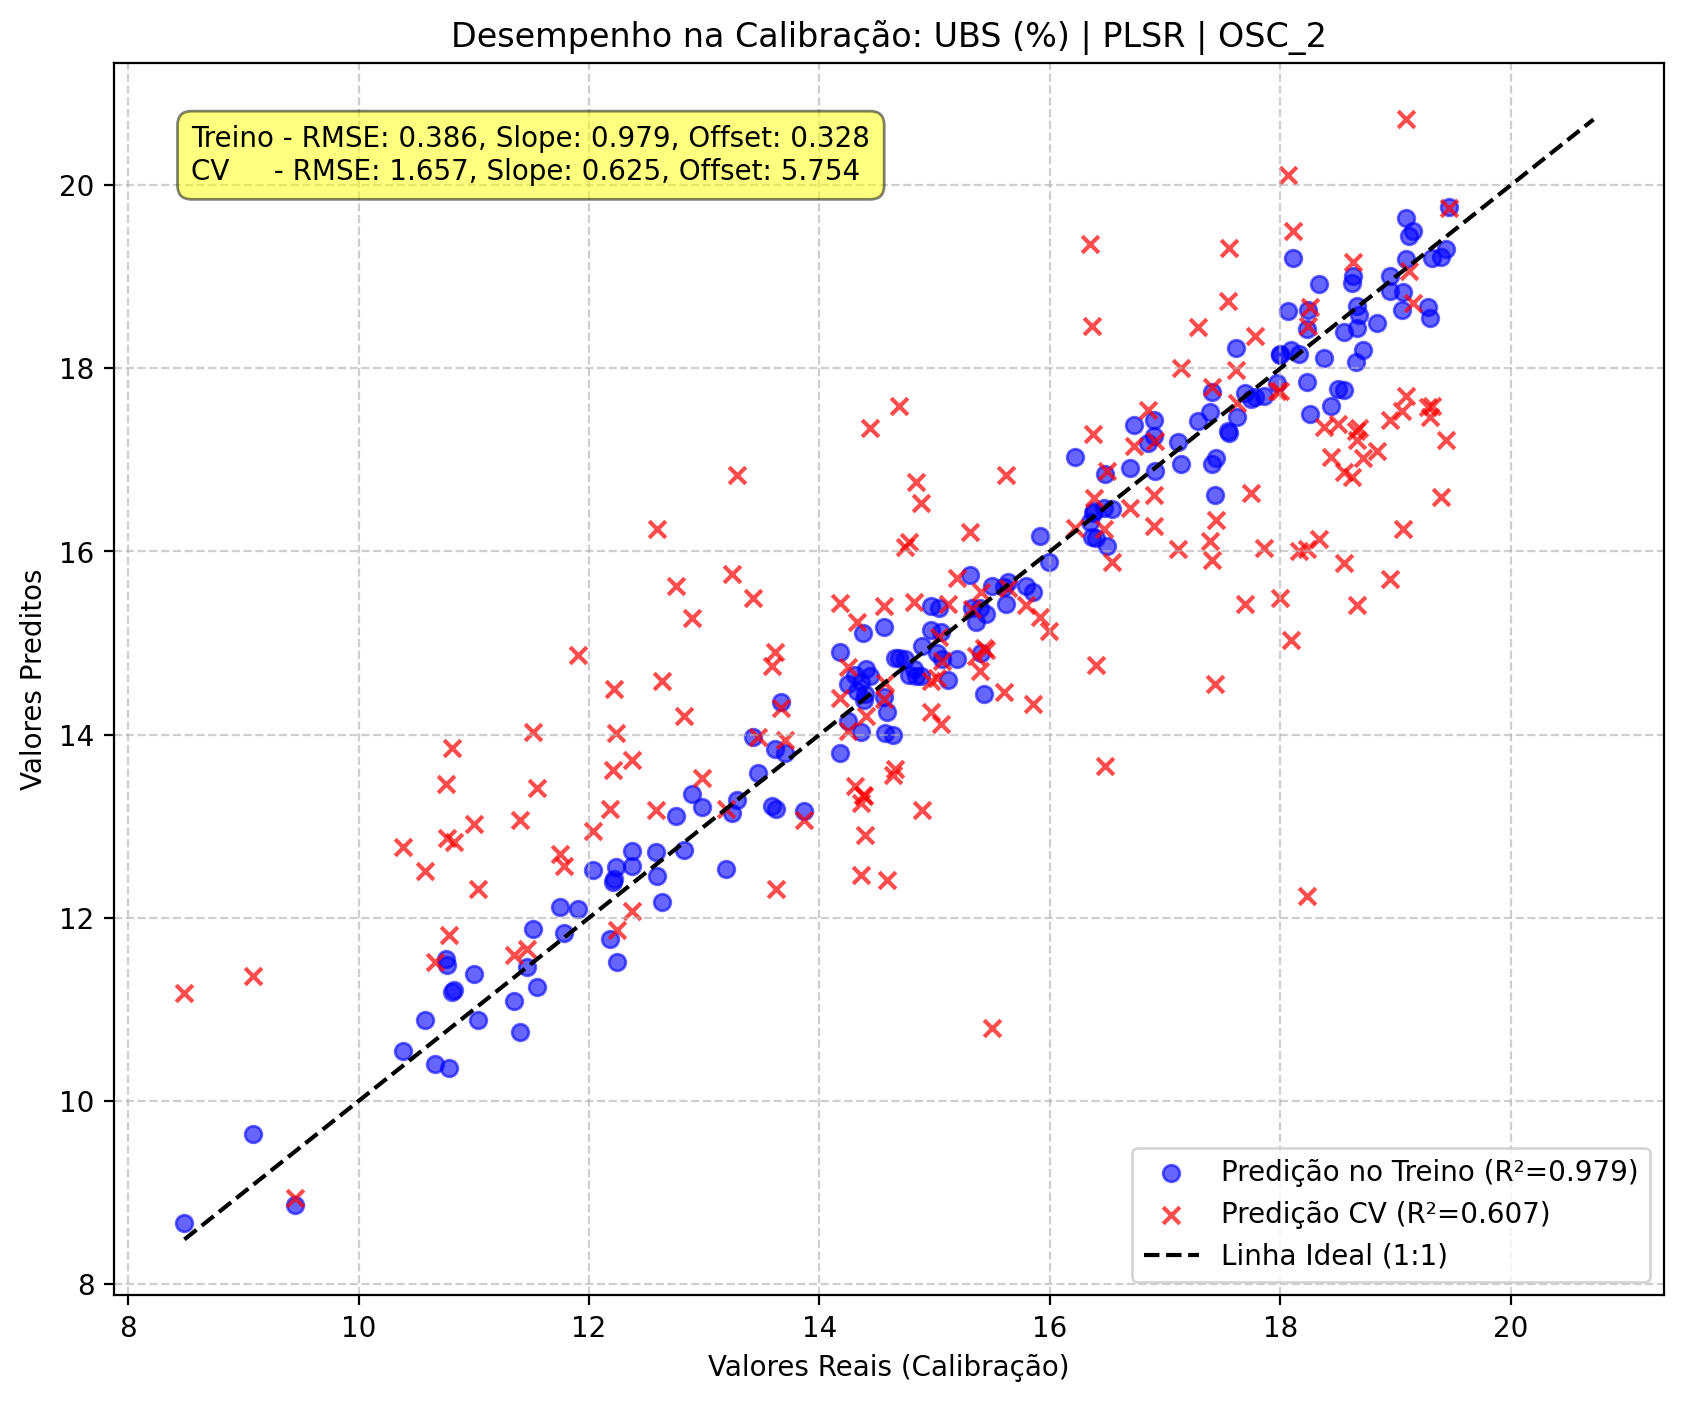 Desempenho na Calibração: UBS (%) | PLSR | OSC_2
Treino - RMSE: 0.386, Slope: 0.979, Offset: 0.328
CV     - RMSE: 1.657, Slope: 0.625, Offset: 5.754
Valores Preditos
20
18
16
14
12
10
8
Predição no Treino (R²=0.979)
Predição CV (R²=0.607)
Linha Ideal (1:1)
8 10 12 14 16 18 20
Valores Reais (Calibração)